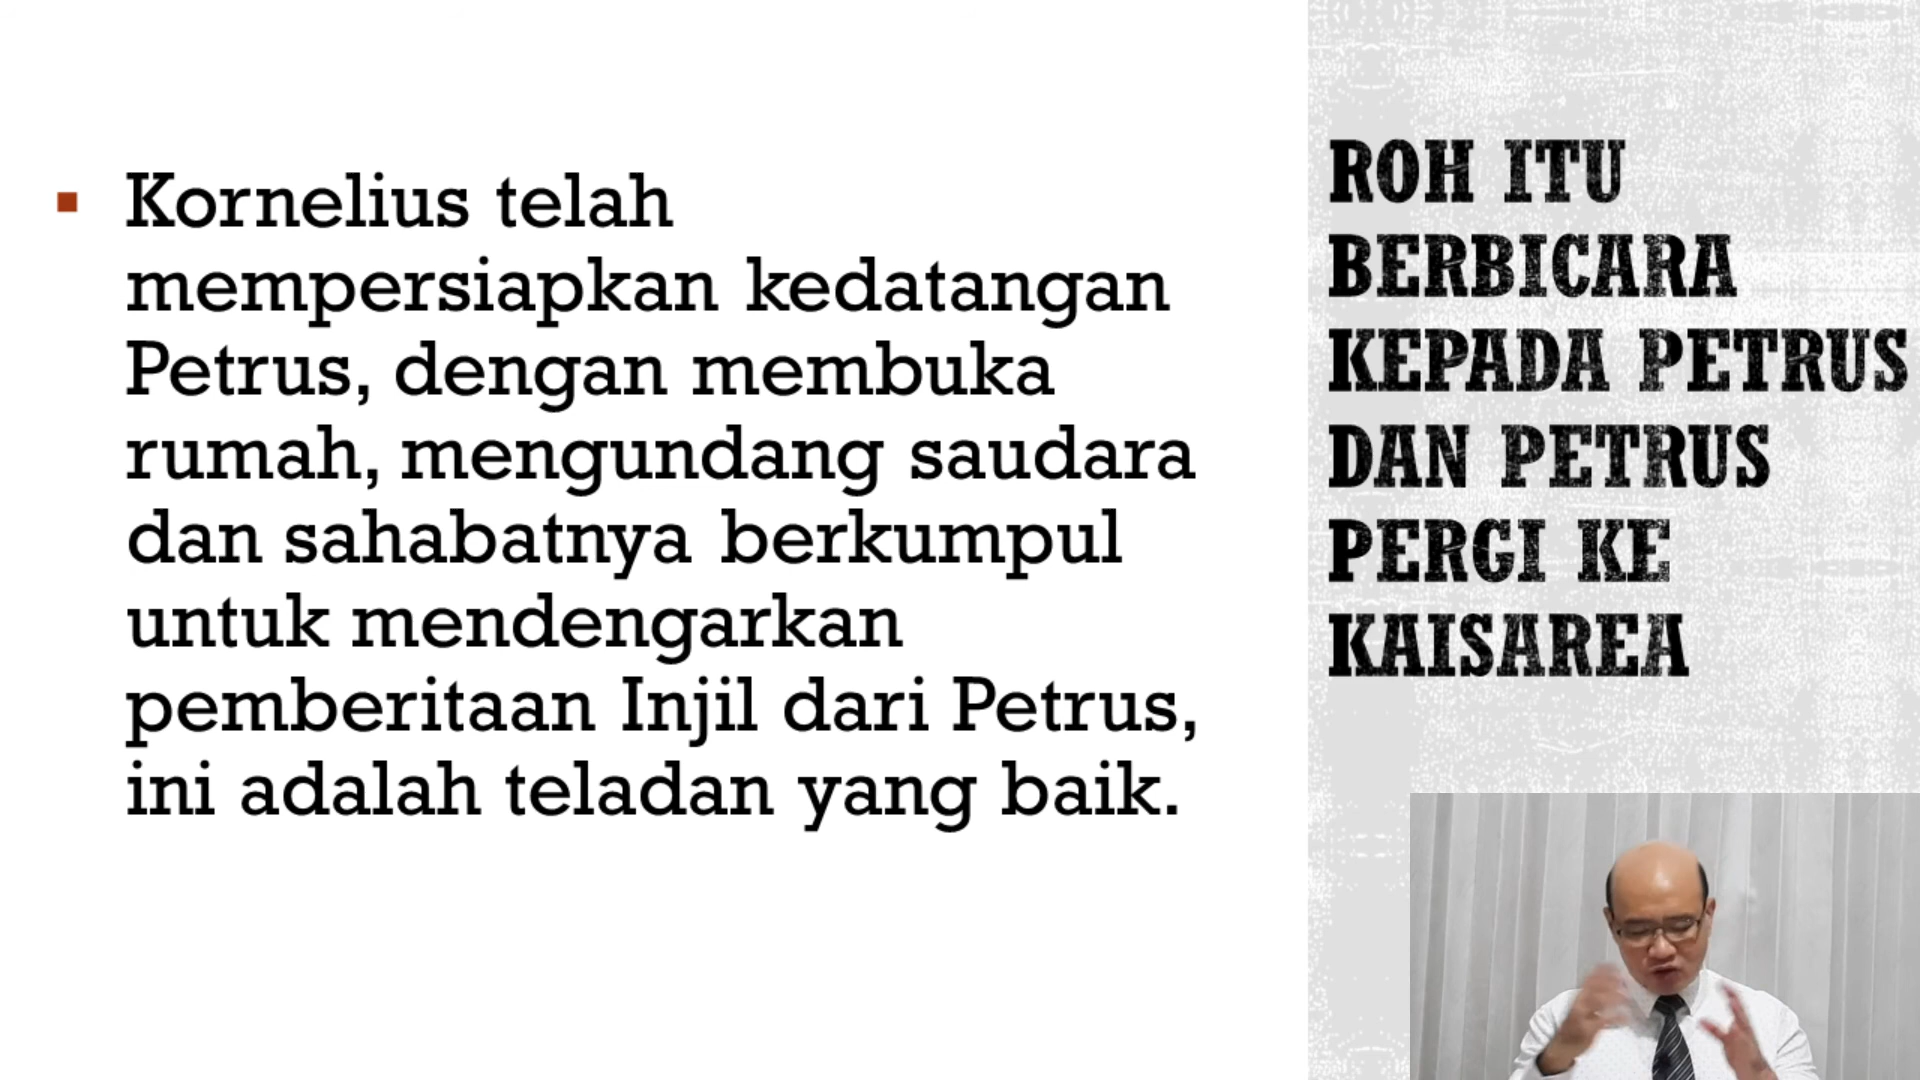 Kornelius telah
mempersiapkan kedatangan
Petrus, dengan membuka
rumah, mengundang saudara
dan sahabatnya berkumpul
untuk mendengarkan
pemberitaan Injil dari Petrus,
ini adalah teladan yang baik.
ROH ITU
BERBICARA
KEPADA PETRUS
DAN PETRUS
PERGI KE
KAISAREA